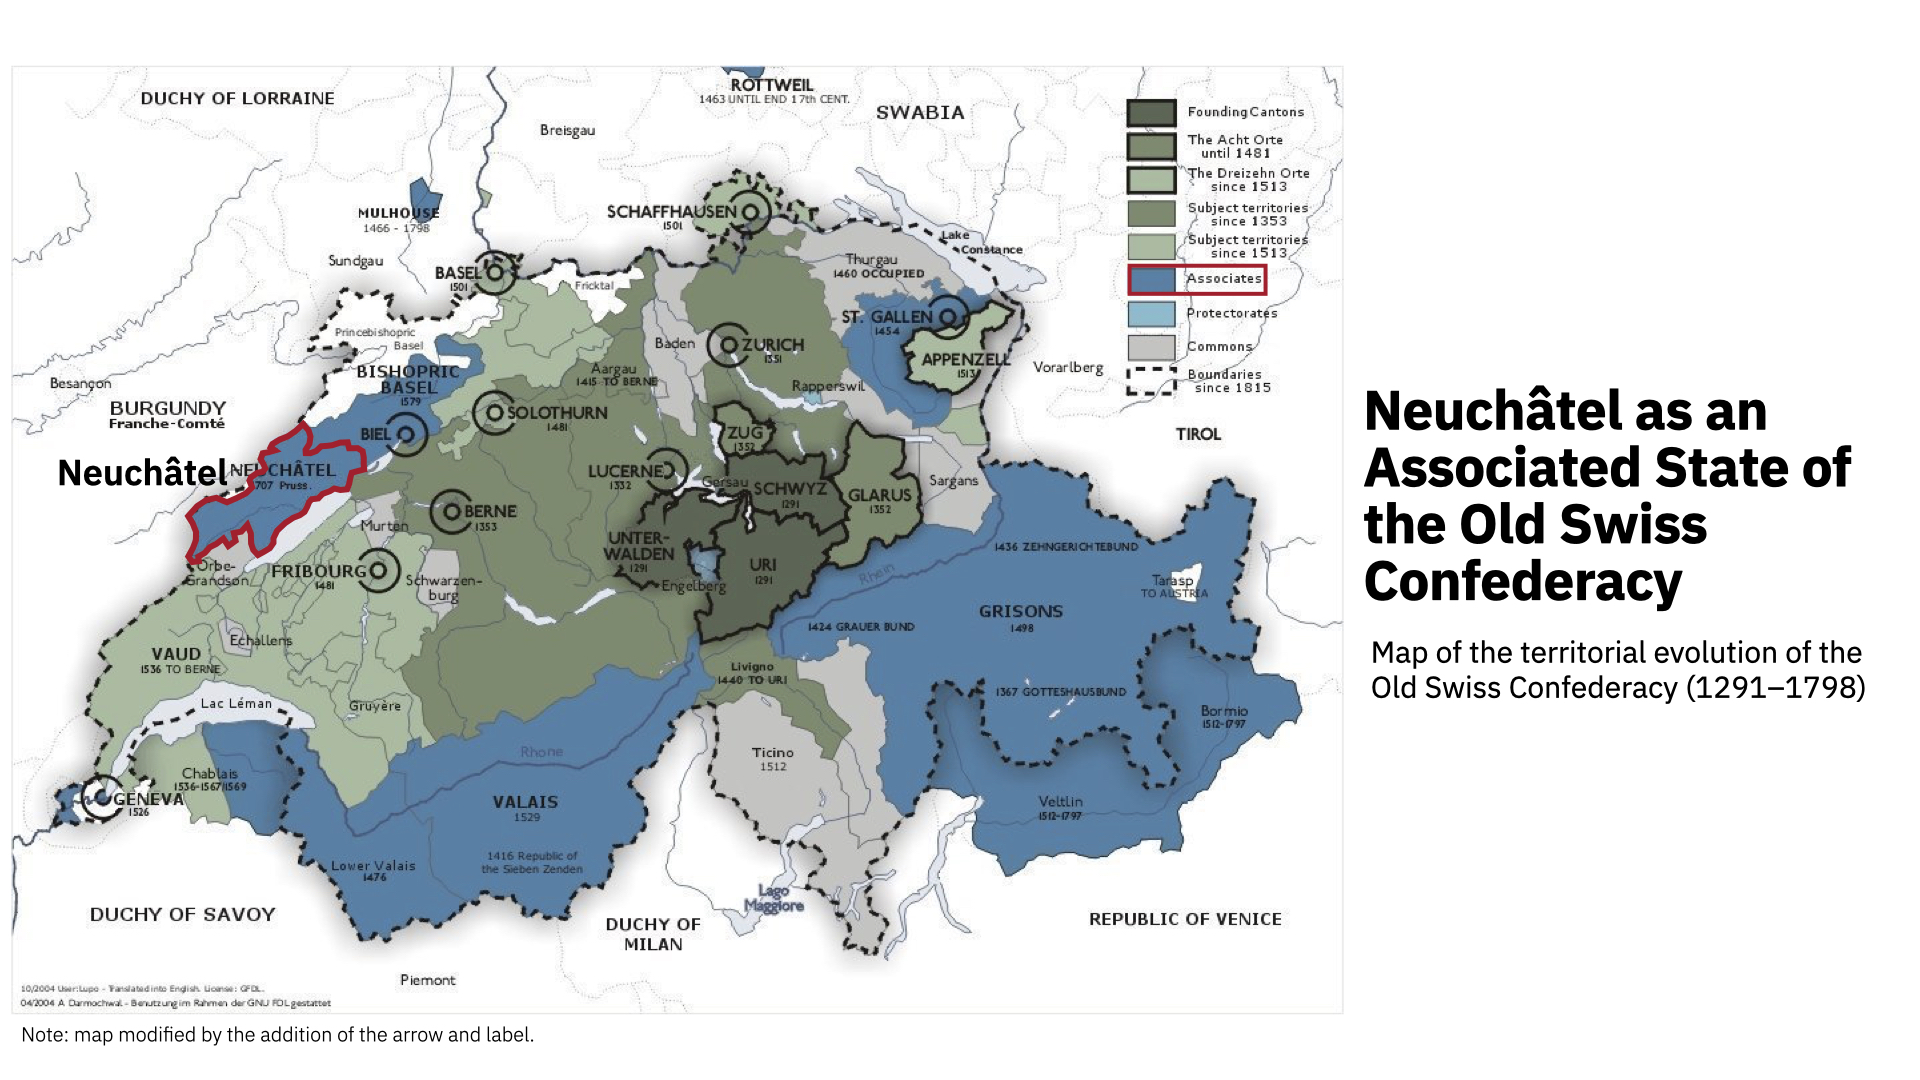 DUCHY OF LORRAINE
ROTTWEIL
1463 UNTIL END 17th CENT.
SWABIA
Breisgau
Founding Cantons
The Acht Orte
until 1481
The Dreizehn Orte
since 1513
Subject territories
since 1353
Subject territories
since 1513
Associates
Protectorates
Commons
Boundaries
since 1815
MULHOUSE
1466 - 1798
SCHAFFHAUSEN
1501
Lake
Constance
Sundgau
BASEL
1501
Fricktal
Thurgau
1460 OCCUPIED
Princebishopric
Basel
ST. GALLEN
1454
Baden
ZURICH
1351
APPENZELL
1513
Vorarlberg
Besançon
BISHOPRIC
BASEL
1579
Aargau
1415 TO BERNE
Rapperswil
BURGUNDY
Franche-Comté
SOLOTHURN
1481
BIEL
ZUG
1352
TIROL
Neuchâtel
NEUCHÂTEL
707 Pruss.
LUCERNE
1332
Gersau
SCHWYZ
1291
GLARUS
1352
Sargans
Murten
BERNE
1353
UNTER-
WALDEN
1291
URI
1291
Engelberg
1436 ZEHNGERICHTEBUND
Orbe-
Grandson
FRIBOURG
1481
Schwarzen-
burg
Rhein
Tarasp
TO AUSTRIA
GRISONS
1498
1424 GRAUER BUND
Echallens
VAUD
1536 TO BERNE
Livigno
1440 TO URI
1367 GOTTESHAUSBUND
Lac Léman
Gruyère
Bormio
1512-1797
Rhone
Ticino
1512
Chablais
1536-1567/1569
GENEVA
1526
VALAIS
1529
Veltlin
1512-1797
Lower Valais
1476
1416 Republic of
the Sieben Zenden
Lago
Maggiore
DUCHY OF SAVOY
DUCHY OF
MILAN
REPUBLIC OF VENICE
Piemont
10/2004 User:Lupo - Translated into English. License: GFDL.
04/2004 A. Darmochwal - Benutzung im Rahmen der GNU FDL gestattet
Note: map modified by the addition of the arrow and label.
Neuchâtel as an
Associated State of
the Old Swiss
Confederacy
Map of the territorial evolution of the
Old Swiss Confederacy (1291–1798)